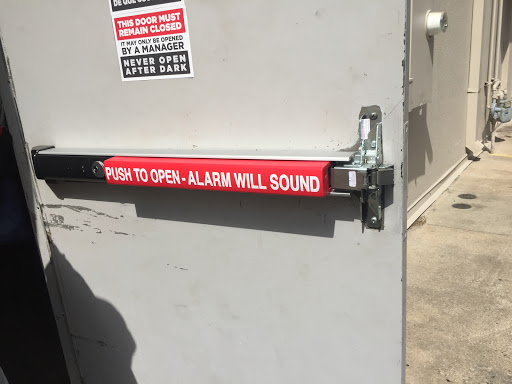 THIS DOOR MUST
REMAIN CLOSED
IT MAY ONLY BE OPENED
BY A MANAGER
NEVER OPEN
AFTER DARK
PUSH TO OPEN - ALARM WILL SOUND